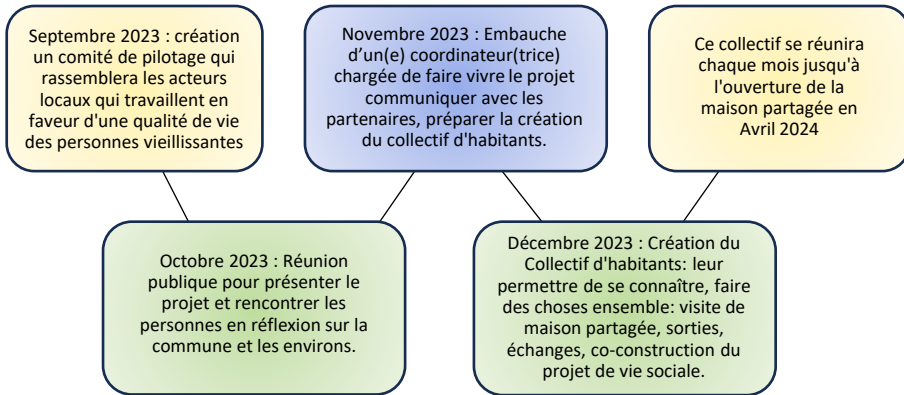 Septembre 2023 : création
un comité de pilotage qui
rassemblera les acteurs
locaux qui travaillent en
faveur d'une qualité de vie
des personnes vieillissantes
Octobre 2023 : Réunion
publique pour présenter le
projet et rencontrer les
personnes en réflexion sur la
commune et les environs.
Novembre 2023 : Embauche
d’un(e) coordinateur(trice)
chargée de faire vivre le projet
communiquer avec les
partenaires, préparer la création
du collectif d'habitants.
Décembre 2023 : Création du
Collectif d'habitants: leur
permettre de se connaître, faire
des choses ensemble: visite de
maison partagée, sorties,
échanges, co-construction du
projet de vie sociale.
Ce collectif se réunira
chaque mois jusqu'à
l'ouverture de la
maison partagée en
Avril 2024